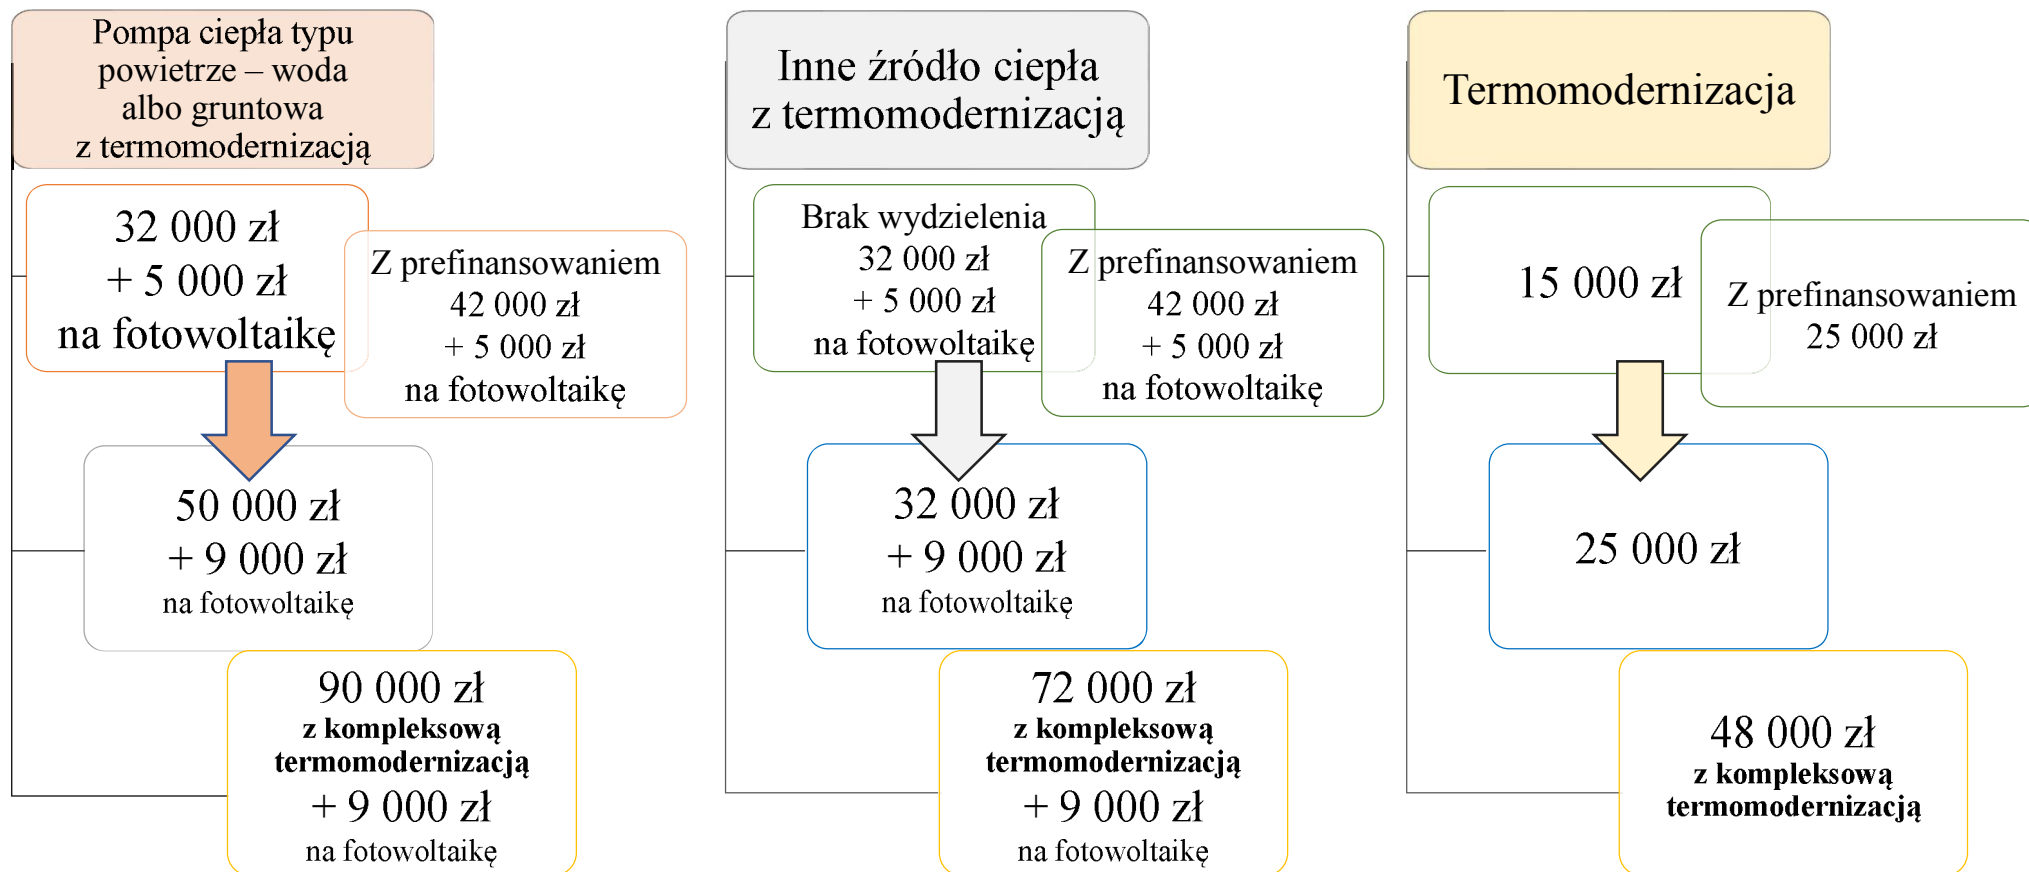 Pompa ciepła typu
powietrze – woda
albo gruntowa
z termomodernizacją
32 000 zł
+ 5 000 zł
na fotowoltaikę
Z prefinansowaniem
42 000 zł
+ 5 000 zł
na fotowoltaikę
50 000 zł
+ 9 000 zł
na fotowoltaikę
90 000 zł
z kompleksową
termomodernizacją
+ 9 000 zł
na fotowoltaikę
Inne źródło ciepła
z termomodernizacją
Brak wydzielenia
32 000 zł
+ 5 000 zł
na fotowoltaikę
Z prefinansowaniem
42 000 zł
+ 5 000 zł
na fotowoltaikę
32 000 zł
+ 9 000 zł
na fotowoltaikę
72 000 zł
z kompleksową
termomodernizacją
+ 9 000 zł
na fotowoltaikę
Termomodernizacja
15 000 zł
Z prefinansowaniem
25 000 zł
25 000 zł
48 000 zł
z kompleksową
termomodernizacją